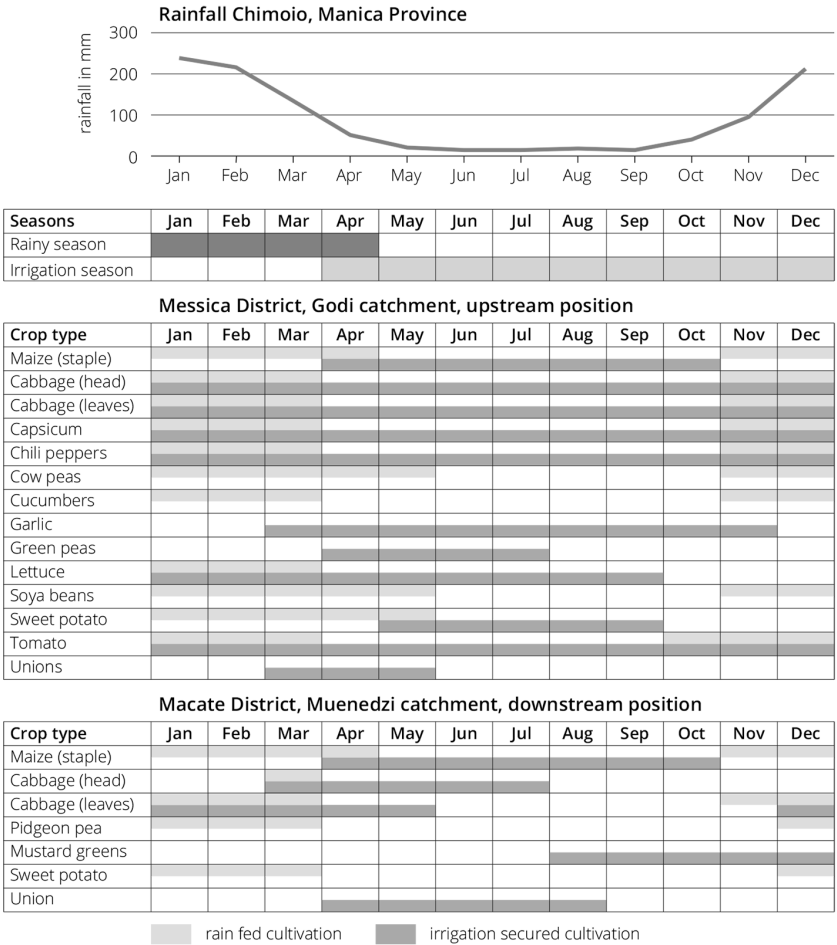 Rainfall Chimoio, Manica Province
rainfall in mm
300
200
100
0
Jan Feb Mar Apr May Jun Jul Aug Sep Oct Nov Dec
Seasons Jan Feb Mar Apr May Jun Jul Aug Sep Oct Nov Dec
Rainy season
Irrigation season
Messica District, Godi catchment, upstream position
Crop type Jan Feb Mar Apr May Jun Jul Aug Sep Oct Nov Dec
Maize (staple)
Cabbage (head)
Cabbage (leaves)
Capsicum
Chili peppers
Cow peas
Cucumbers
Garlic
Green peas
Lettuce
Soya beans
Sweet potato
Tomato
Unions
Macate District, Muenedzi catchment, downstream position
Crop type Jan Feb Mar Apr May Jun Jul Aug Sep Oct Nov Dec
Maize (staple)
Cabbage (head)
Cabbage (leaves)
Pidgeon pea
Mustard greens
Sweet potato
Union
rain fed cultivation irrigation secured cultivation